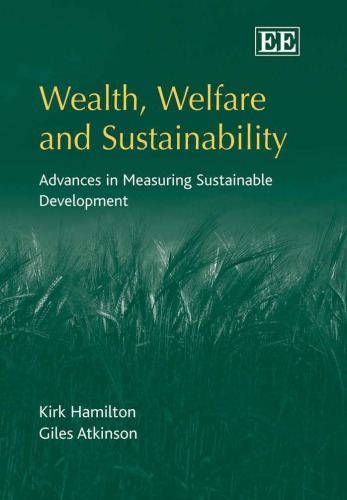 EE
Wealth, Welfare
and Sustainability
Advances in Measuring Sustainable
Development
Kirk Hamilton
Giles Atkinson